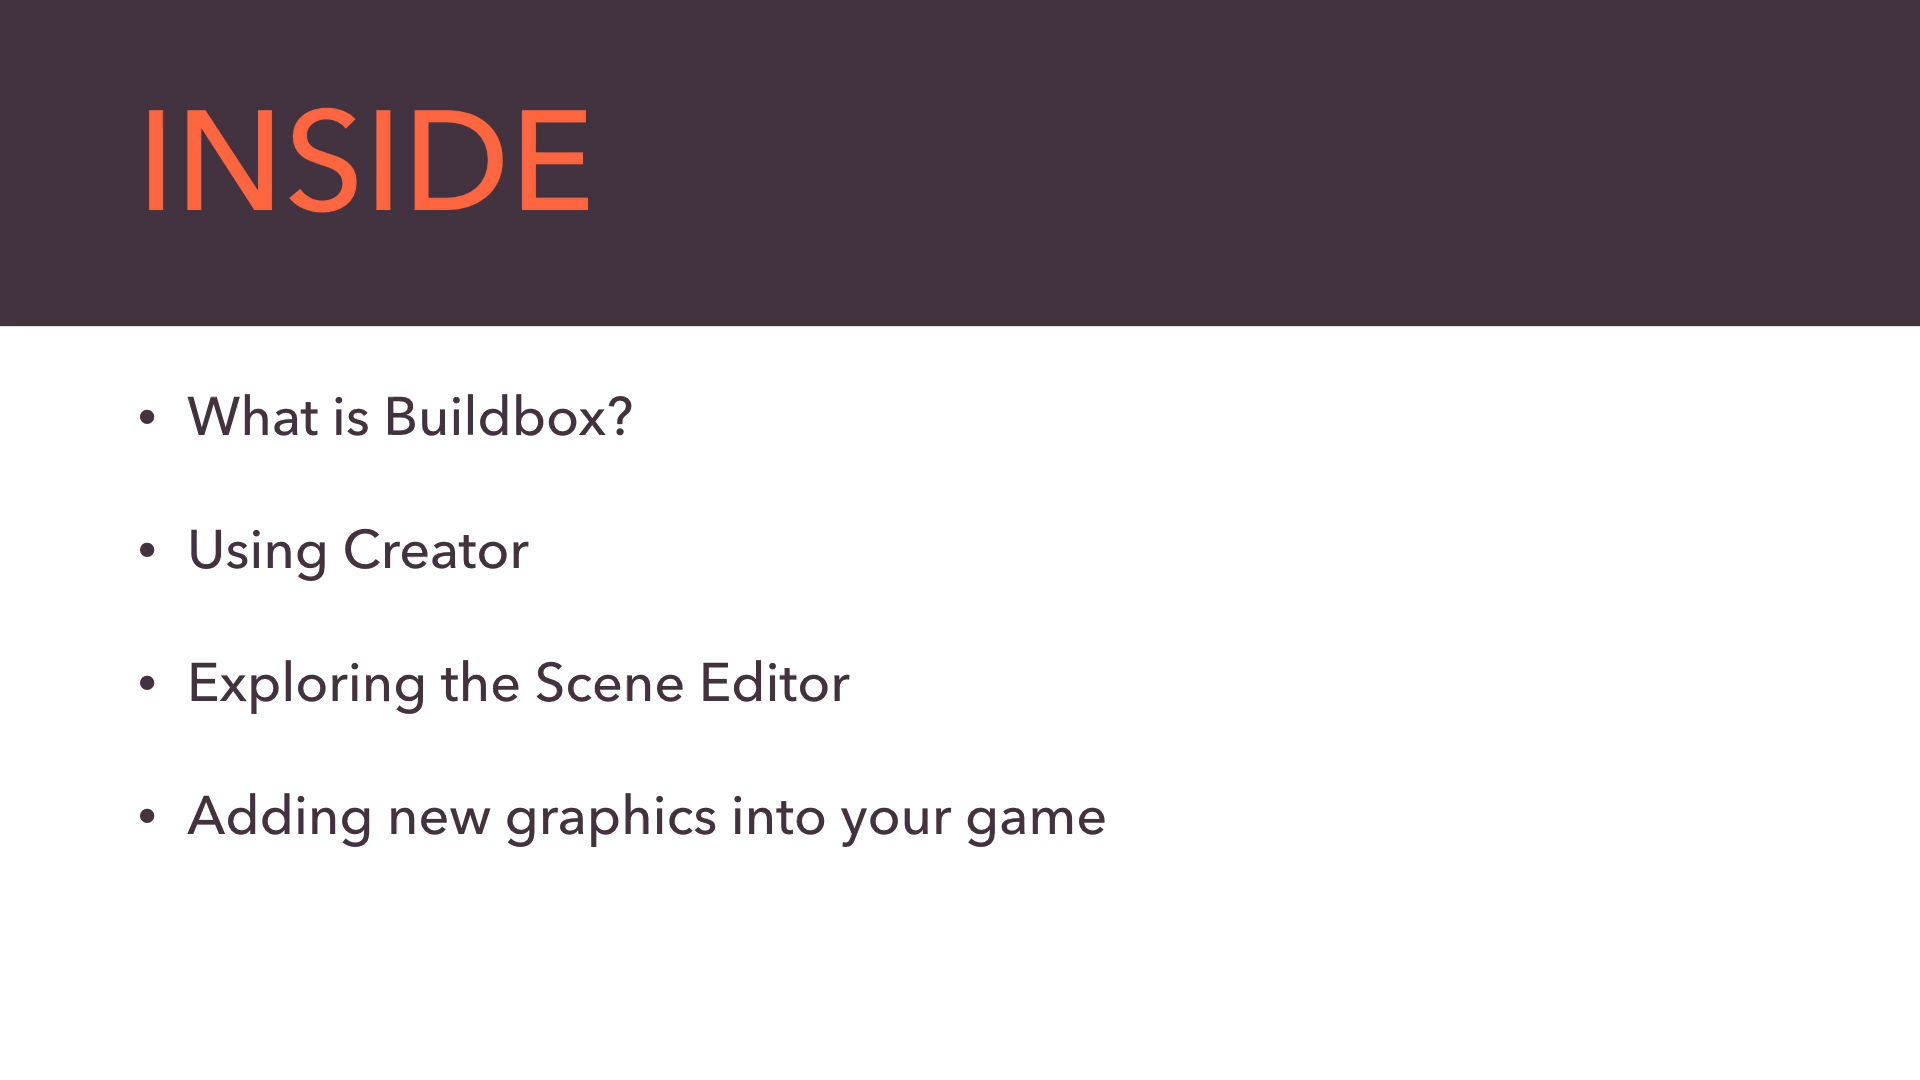 INSIDE
• What is Buildbox?
• Using Creator
• Exploring the Scene Editor
• Adding new graphics into your game